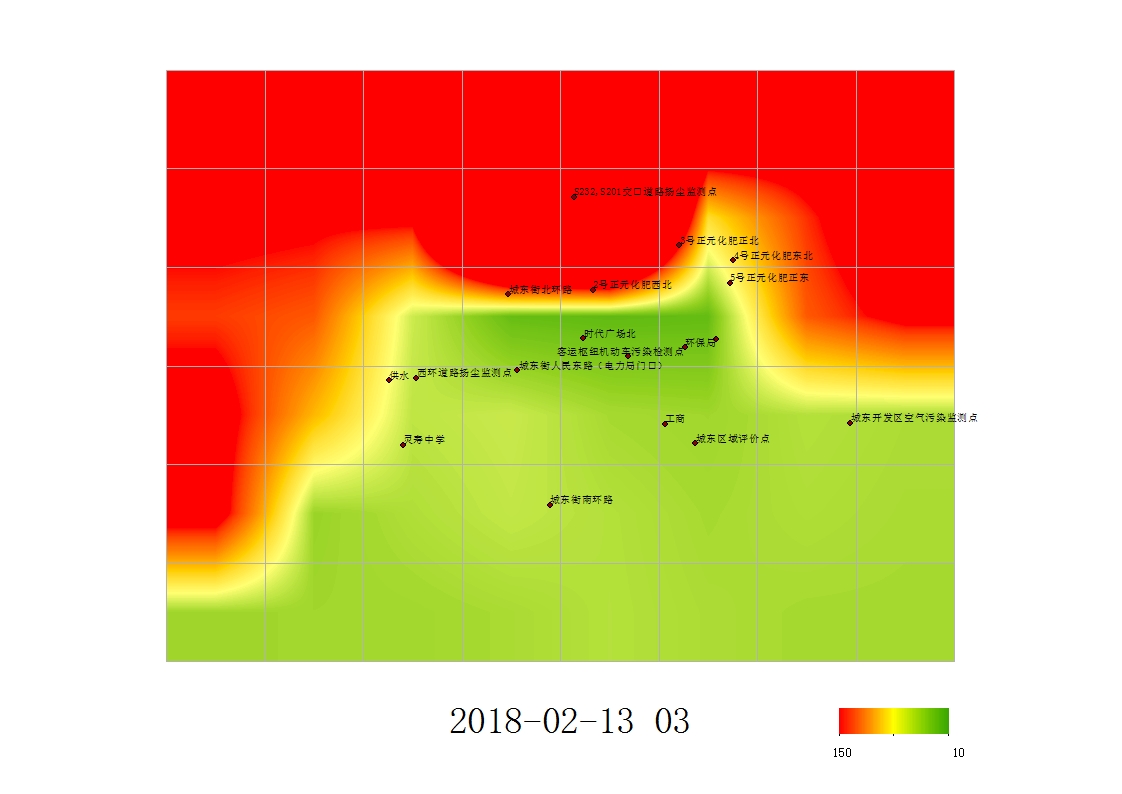 S232,S201交口道路扬尘监测点
3号正元化肥正北
4号正元化肥东北
5号正元化肥正东
2号正元化肥西北
城东街北环路
时代广场北
环保局
客运枢纽机动车污染检测点
城东街人民东路（电力局门口）
供水
西环道路扬尘监测点
工商
城东开发区空气污染监测点
灵寿中学
城东区域评价点
城东街南环路
2018-02-13 03
150
10